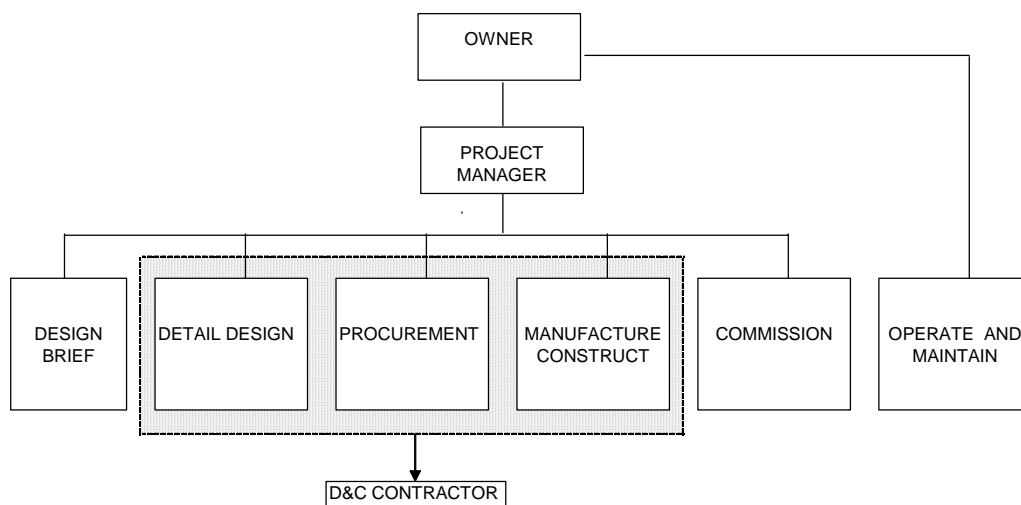 OWNER
PROJECT
MANAGER
DESIGN
BRIEF
DETAIL DESIGN
PROCUREMENT
MANUFACTURE
CONSTRUCT
COMMISSION
OPERATE AND
MAINTAIN
D&C CONTRACTOR